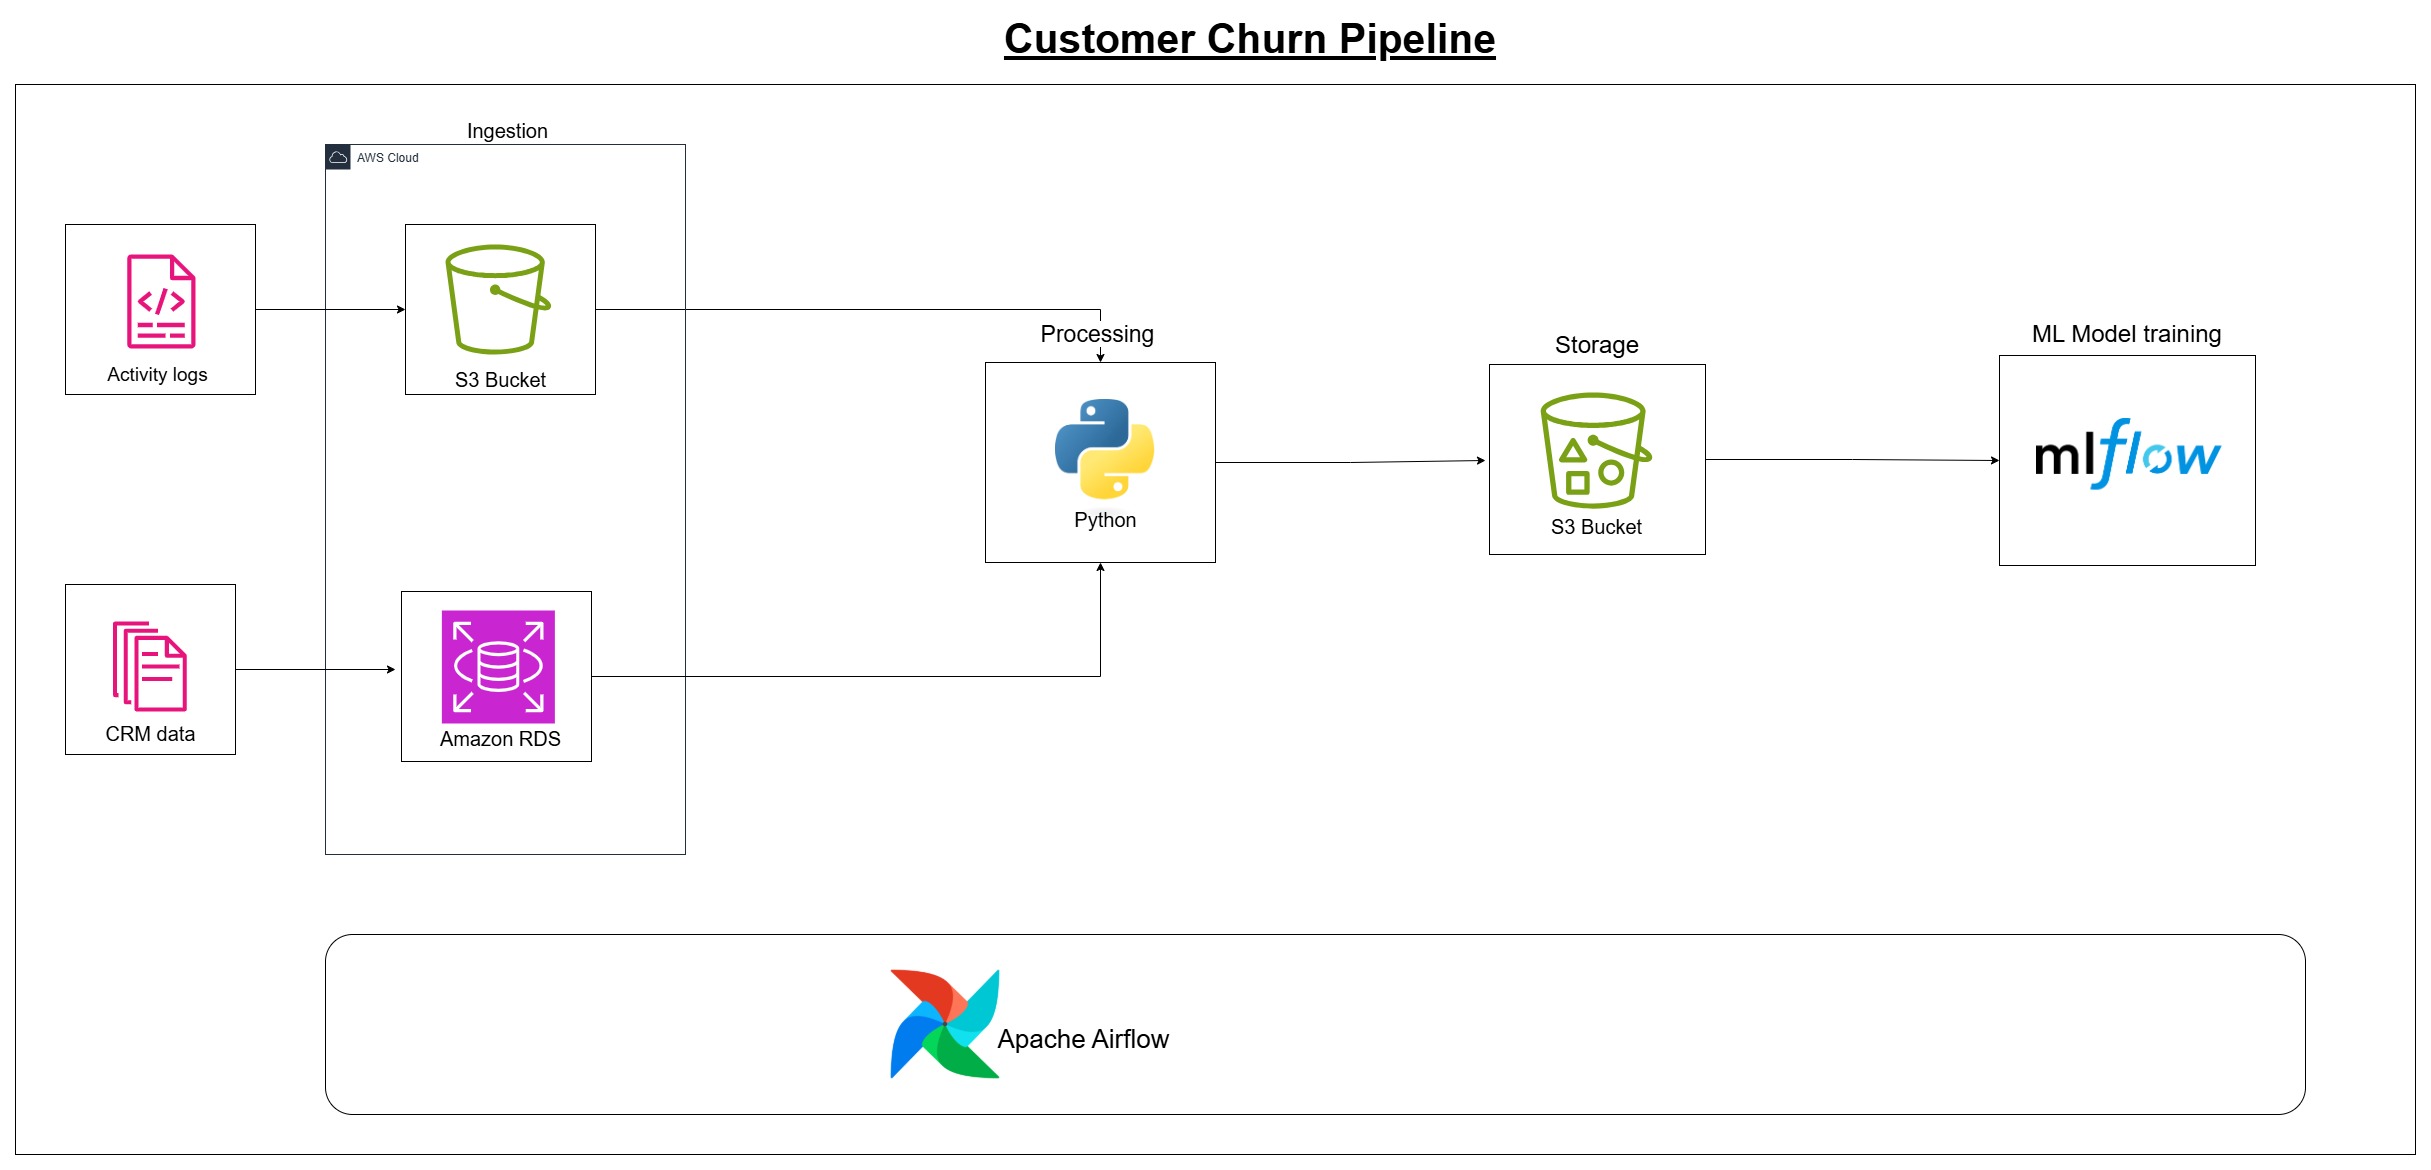 Customer Churn Pipeline
Ingestion
AWS Cloud
Activity logs
S3 Bucket
CRM data
Amazon RDS
Processing
Python
Storage
S3 Bucket
ML Model training
mlflow
Apache Airflow